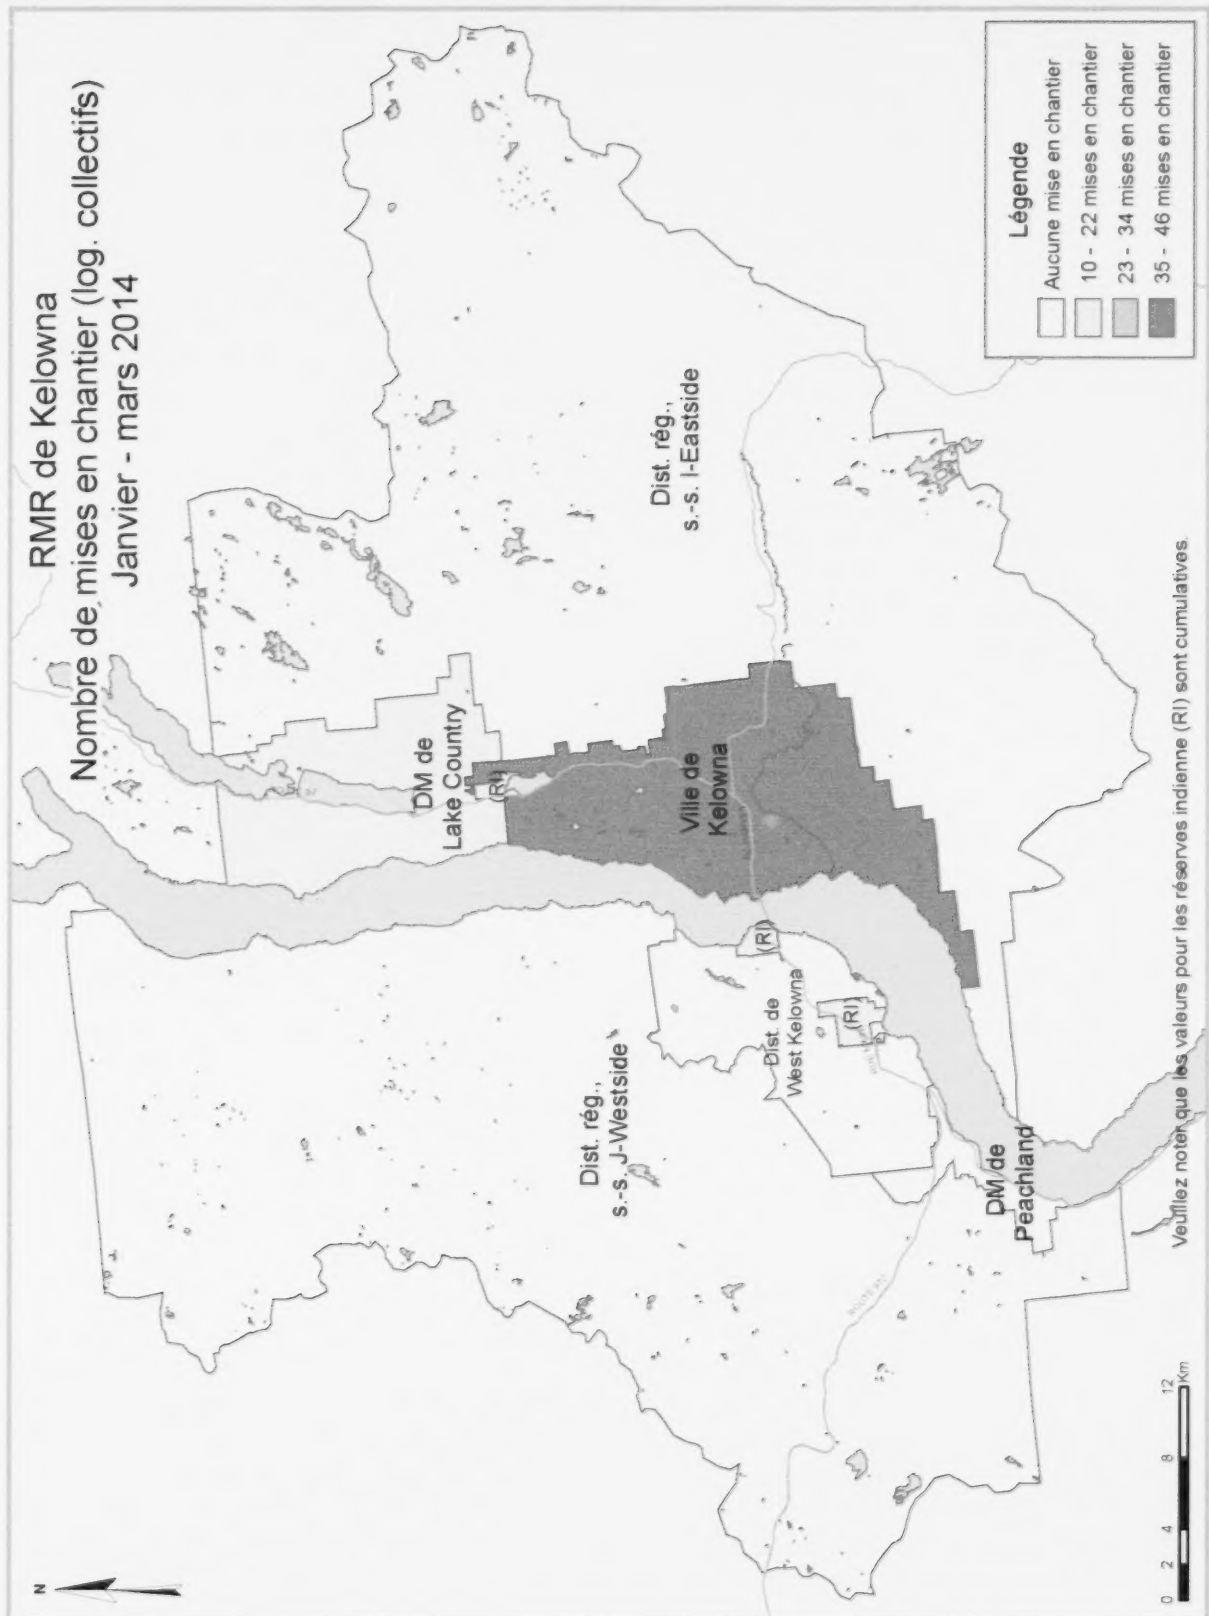 RMR de Kelowna
Nombre de mises en chantier (log. collectifs)
Janvier - mars 2014
N
DM de
Lake Country
(RI)
Ville de
Kelowna
Dist. rég.,
s.-s. I-Eastside
Dist. rég.,
s.-s. J-Westside
(RI)
Dist. de
West Kelowna
(RI)
DM de
Peachland
Légende
Aucune mise en chantier
10 - 22 mises en chantier
23 - 34 mises en chantier
35 - 46 mises en chantier
0 2 4 8 12
Km
Veuillez noter que les valeurs pour les réserves indienne (RI) sont cumulatives.